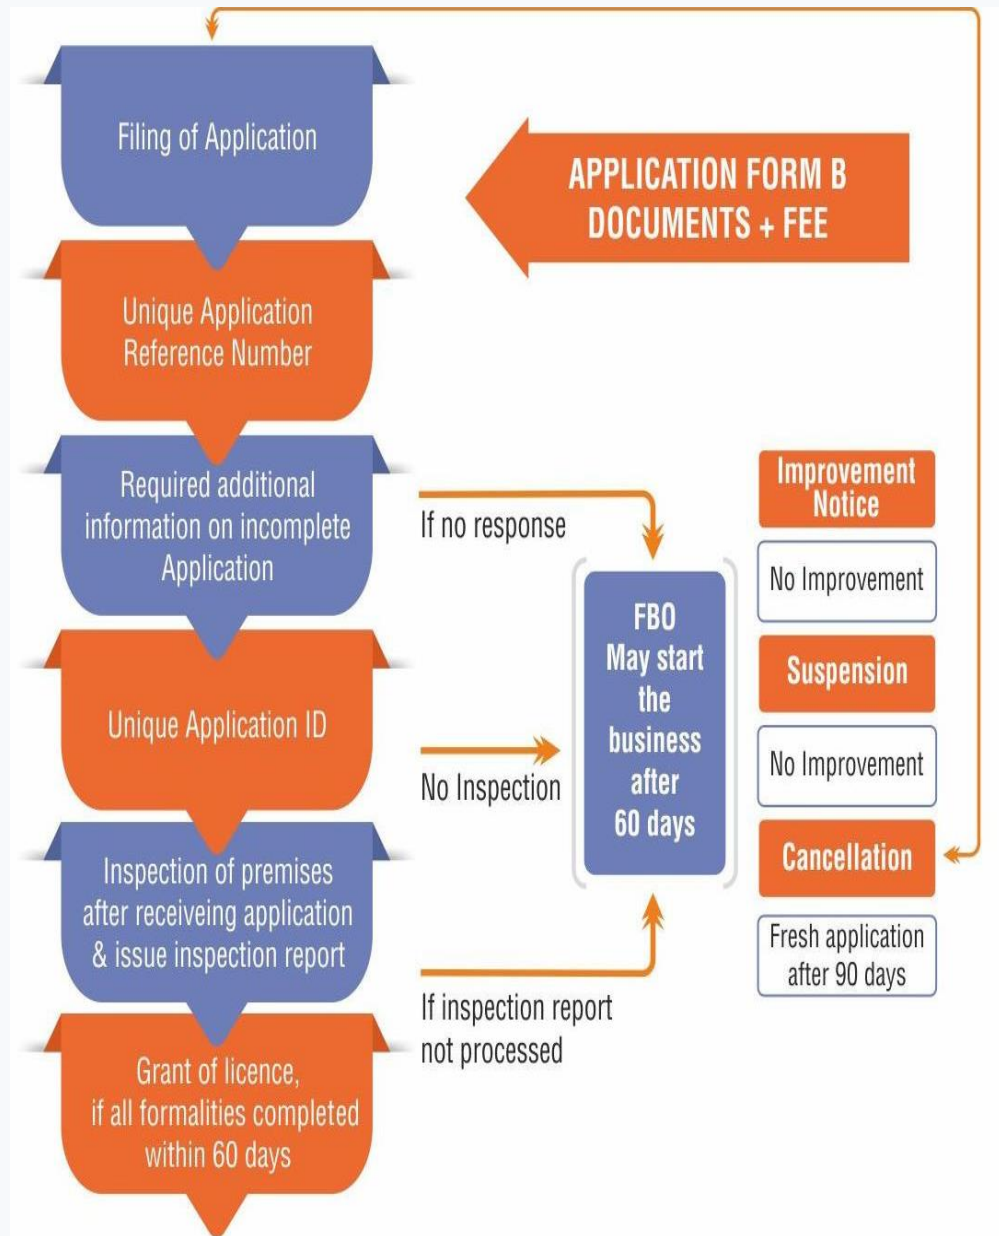 Filing of Application
APPLICATION FORM B
DOCUMENTS + FEE
Unique Application
Reference Number
Required additional
information on incomplete
Application
If no response
Unique Application ID
No Inspection
Inspection of premises
after receiveing application
& issue inspection report
If inspection report
not processed
Grant of licence,
if all formalities completed
within 60 days
FBO
May start
the
business
after
60 days
Improvement
Notice
No Improvement
Suspension
No Improvement
Cancellation
Fresh application
after 90 days